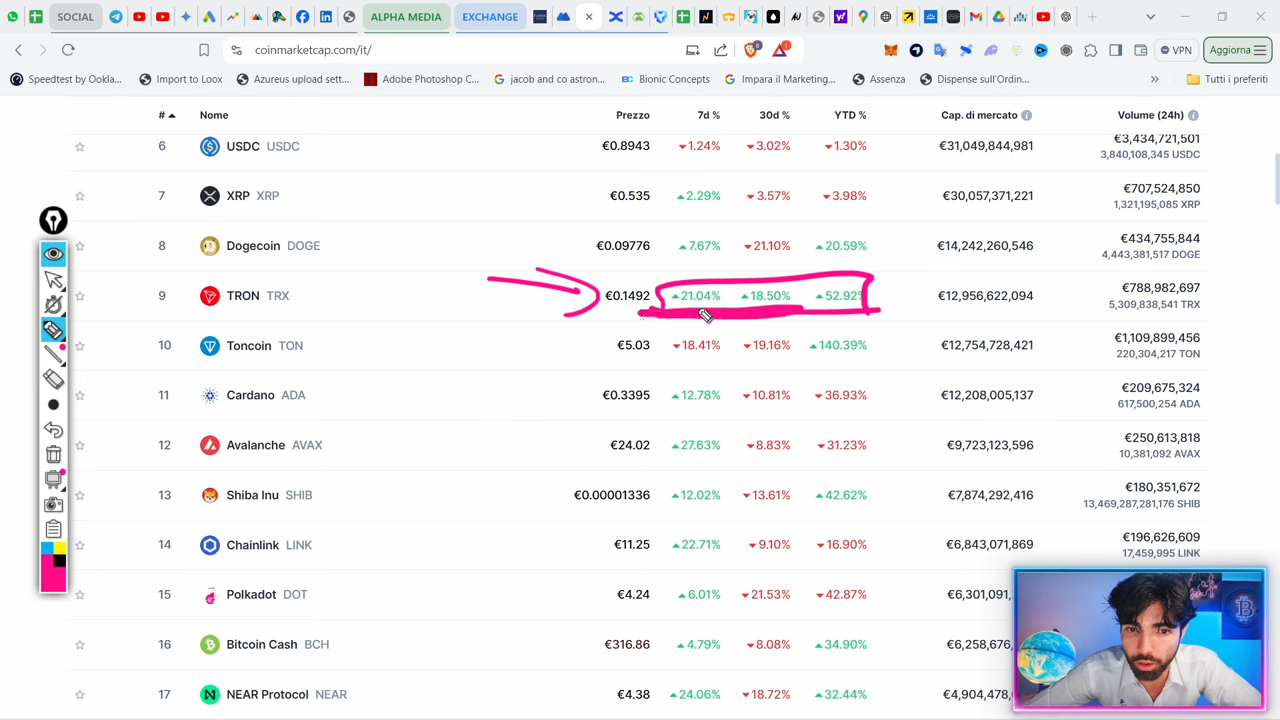 SOCIAL
ALPHA MEDIA
EXCHANGE
coinmarketcap.com/it/
8
1
VPN
Aggiorna
Speedtest by Ookla...
Import to Loox
Azureus upload sett...
Adobe Photoshop C...
jacob and co astron...
Bionic Concepts
Impara il Marketing...
Assenza
Dispense sull'Ordin...
Tutti i preferiti
# Nome Prezzo 7d % 30d % YTD % Cap. di mercato Volume (24h)
6 USDC USDC €0.8943 1.24% 3.02% 1.30% €31,049,844,981 €3,434,721,501
3,840,108,345 USDC
7 XRP XRP €0.535 2.29% 3.57% 3.98% €30,057,371,221 €707,524,850
1,321,195,085 XRP
8 Dogecoin DOGE €0.09776 7.67% 21.10% 20.59% €14,242,260,546 €434,755,844
4,443,381,517 DOGE
9 TRON TRX €0.1492 21.04% 18.50% 52.92% €12,956,622,094 €788,982,697
5,309,838,541 TRX
10 Toncoin TON €5.03 18.41% 19.16% 140.39% €12,754,728,421 €1,109,899,456
220,304,217 TON
11 Cardano ADA €0.3395 12.78% 10.81% 36.93% €12,208,005,137 €209,675,324
617,500,254 ADA
12 Avalanche AVAX €24.02 27.63% 8.83% 31.23% €9,723,123,596 €250,613,818
10,381,092 AVAX
13 Shiba Inu SHIB €0.00001336 12.02% 13.61% 42.62% €7,874,292,416 €180,351,672
13,469,287,281,176 SHIB
14 Chainlink LINK €11.25 22.71% 9.10% 16.90% €6,843,071,869 €196,626,609
17,459,995 LINK
15 Polkadot DOT €4.24 6.01% 21.53% 42.87% €6,301,091,
16 Bitcoin Cash BCH €316.86 4.79% 8.08% 34.90% €6,258,676,
17 NEAR Protocol NEAR €4.38 24.06% 18.72% 32.44% €4,904,478,